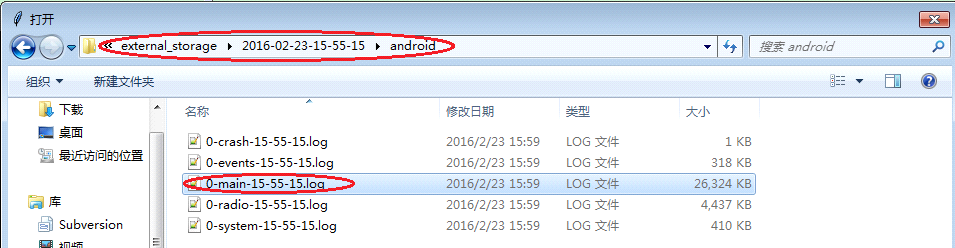 打开
« external_storage ▸ 2016-02-23-15-55-15 ▸ android
搜索 android
组织 新建文件夹
名称 修改日期 类型 大小
下载
桌面
最近访问的位置
库
Subversion
视频
0-crash-15-55-15.log 2016/2/23 15:59 LOG 文件 1 KB
0-events-15-55-15.log 2016/2/23 15:59 LOG 文件 318 KB
0-main-15-55-15.log 2016/2/23 15:59 LOG 文件 26,324 KB
0-radio-15-55-15.log 2016/2/23 15:59 LOG 文件 4,437 KB
0-system-15-55-15.log 2016/2/23 15:59 LOG 文件 410 KB